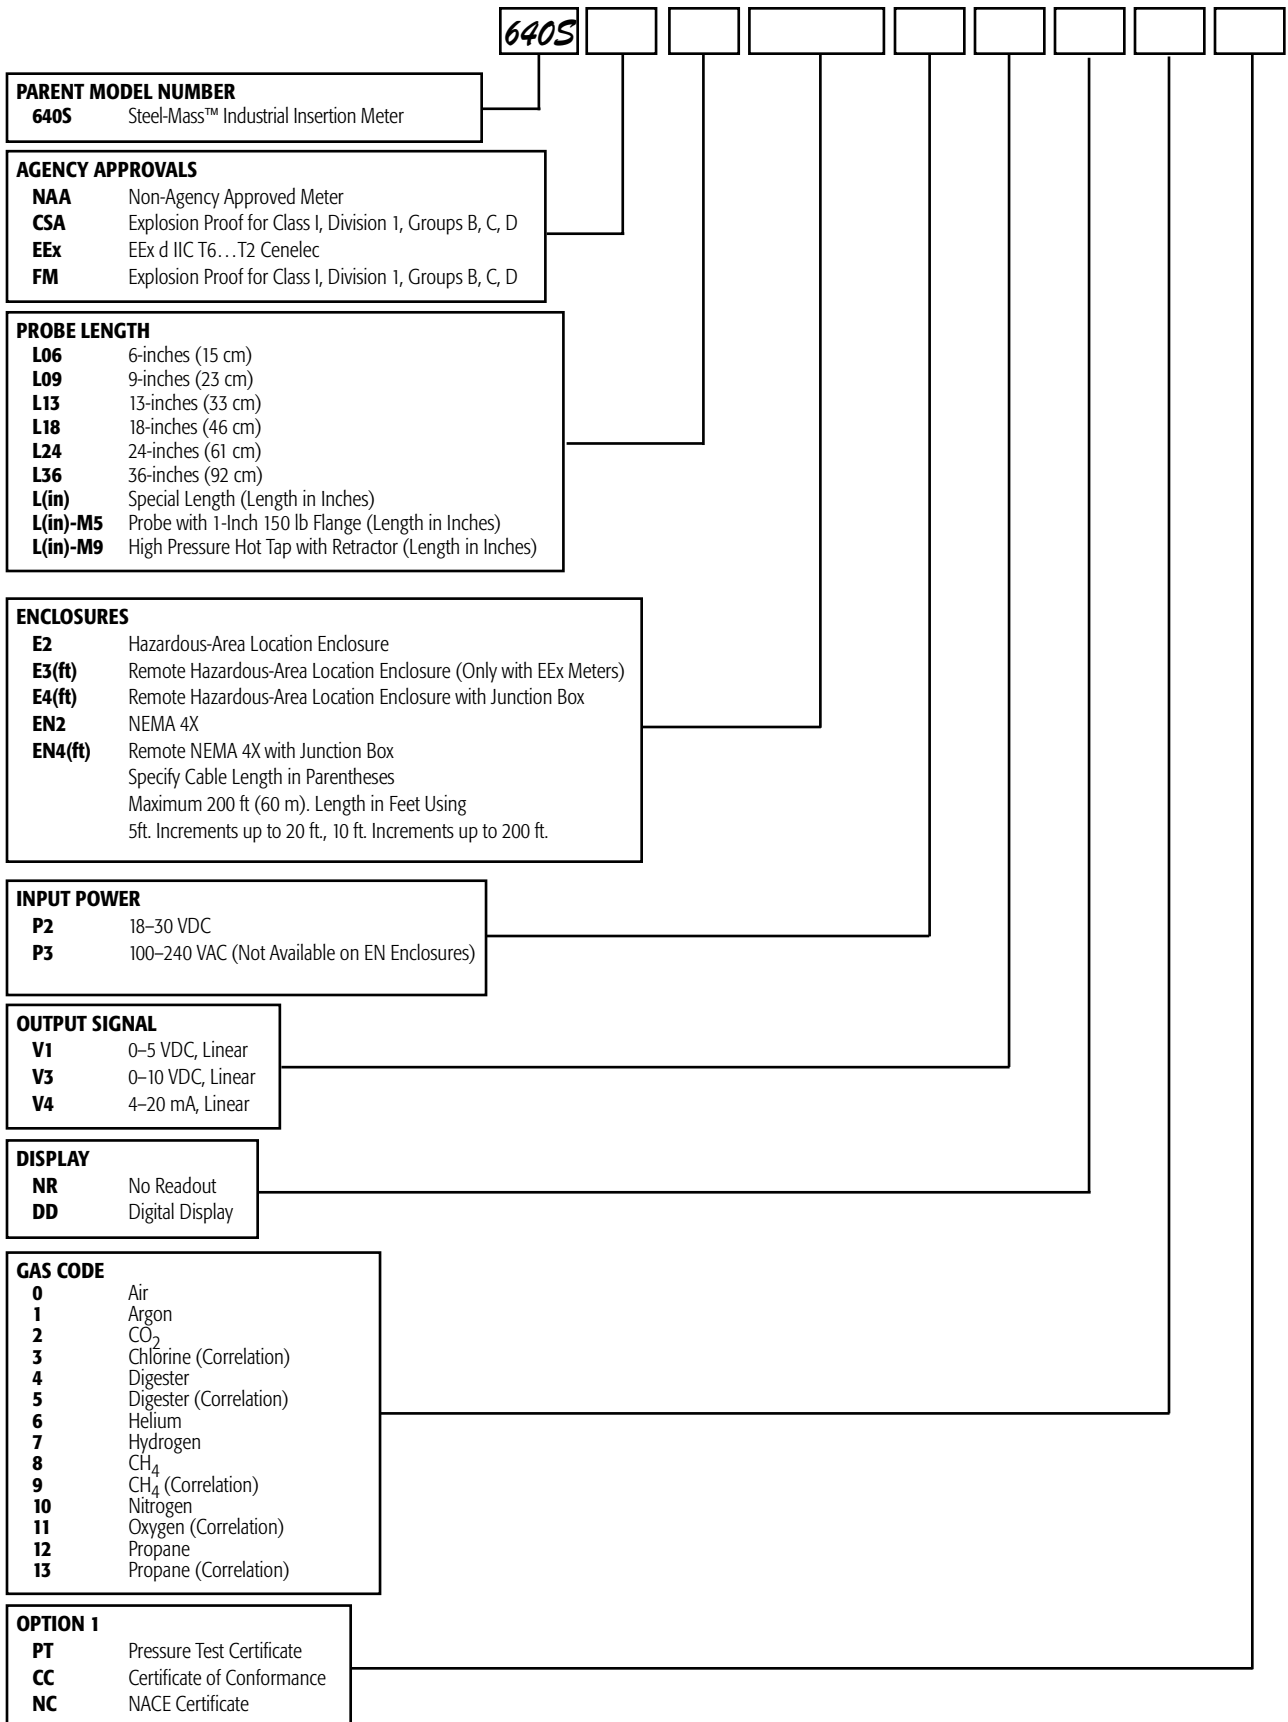 640S
PARENT MODEL NUMBER
640S Steel-Mass™ Industrial Insertion Meter
AGENCY APPROVALS
NAA Non-Agency Approved Meter
CSA Explosion Proof for Class I, Division 1, Groups B, C, D
EEx EEx d IIC T6…T2 Cenelec
FM Explosion Proof for Class I, Division 1, Groups B, C, D
PROBE LENGTH
L06 6-inches (15 cm)
L09 9-inches (23 cm)
L13 13-inches (33 cm)
L18 18-inches (46 cm)
L24 24-inches (61 cm)
L36 36-inches (92 cm)
L(in) Special Length (Length in Inches)
L(in)-M5 Probe with 1-Inch 150 lb Flange (Length in Inches)
L(in)-M9 High Pressure Hot Tap with Retractor (Length in Inches)
ENCLOSURES
E2 Hazardous-Area Location Enclosure
E3(ft) Remote Hazardous-Area Location Enclosure (Only with EEx Meters)
E4(ft) Remote Hazardous-Area Location Enclosure with Junction Box
EN2 NEMA 4X
EN4(ft) Remote NEMA 4X with Junction Box
Specify Cable Length in Parentheses
Maximum 200 ft (60 m). Length in Feet Using
5ft. Increments up to 20 ft., 10 ft. Increments up to 200 ft.
INPUT POWER
P2 18–30 VDC
P3 100–240 VAC (Not Available on EN Enclosures)
OUTPUT SIGNAL
V1 0–5 VDC, Linear
V3 0–10 VDC, Linear
V4 4–20 mA, Linear
DISPLAY
NR No Readout
DD Digital Display
GAS CODE
0 Air
1 Argon
2 CO2
3 Chlorine (Correlation)
4 Digester
5 Digester (Correlation)
6 Helium
7 Hydrogen
8 CH4
9 CH4 (Correlation)
10 Nitrogen
11 Oxygen (Correlation)
12 Propane
13 Propane (Correlation)
OPTION 1
PT Pressure Test Certificate
CC Certificate of Conformance
NC NACE Certificate